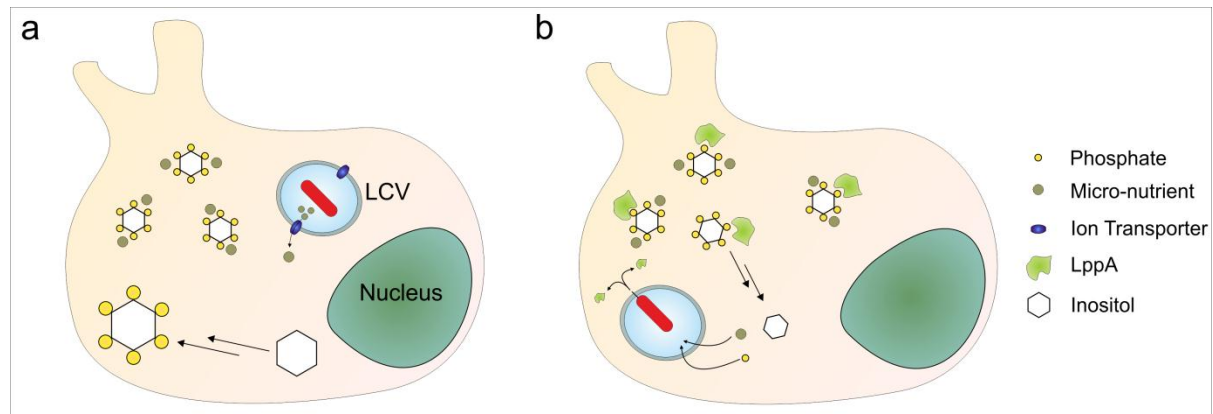 a
b
LCV
Nucleus
Phosphate
Micro-nutrient
Ion Transporter
LppA
Inositol